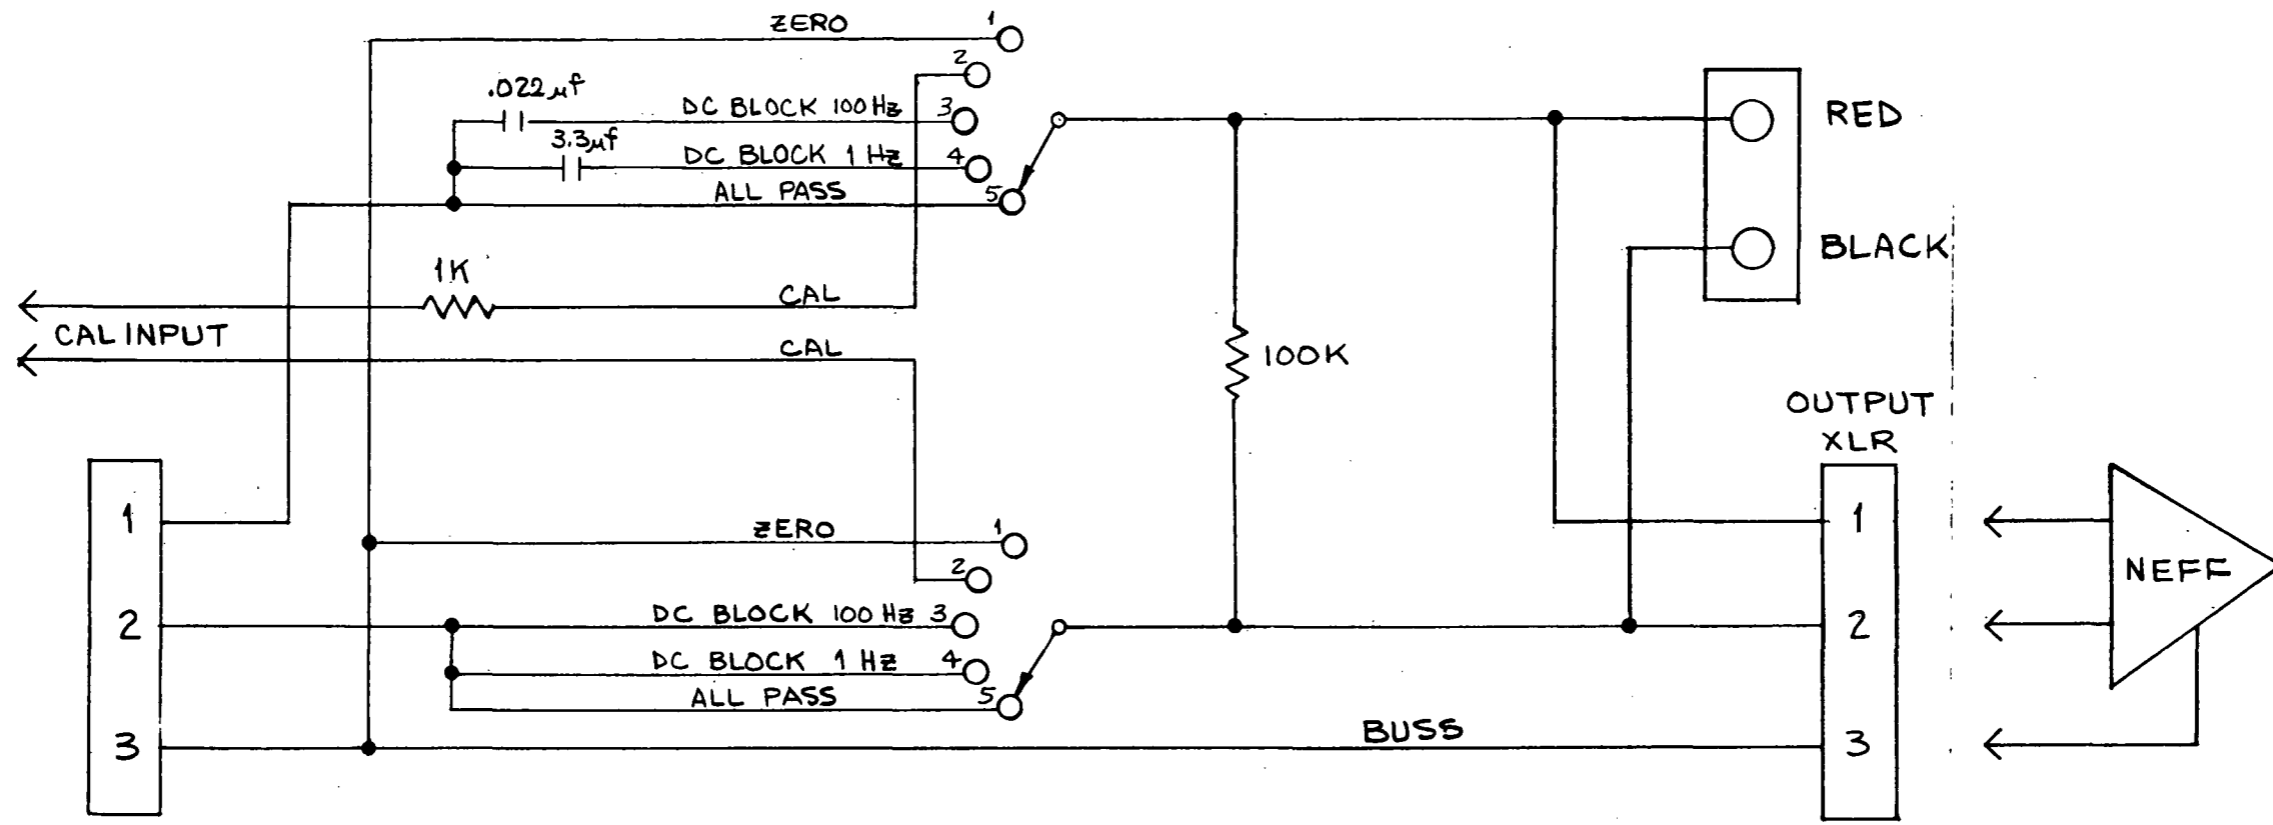 ZERO 1
2
.022µf
DC BLOCK 100Hz 3
3.3µf
DC BLOCK 1 Hz 4
ALL PASS 5
RED
BLACK
1K
CAL
CAL INPUT
CAL
100K
OUTPUT
XLR
1
ZERO 1
1
2
NEFF
2
DC BLOCK 100 Hz 3
2
DC BLOCK 1 Hz 4
ALL PASS 5
3
BUSS
3